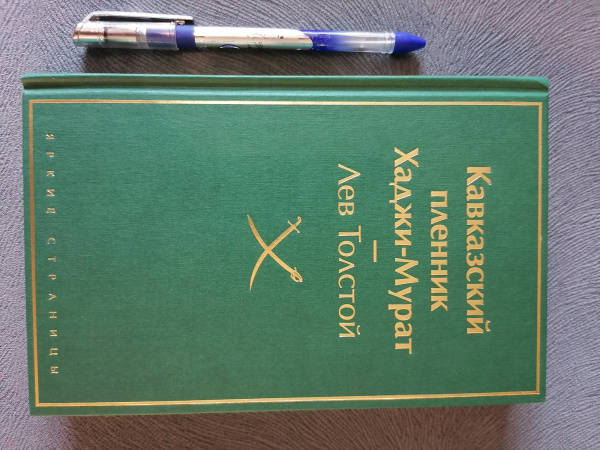 Кавказский
пленник
Хаджи-Мурат
Лев Толстой
ЯРКИЕ СТРАНИЦЫ